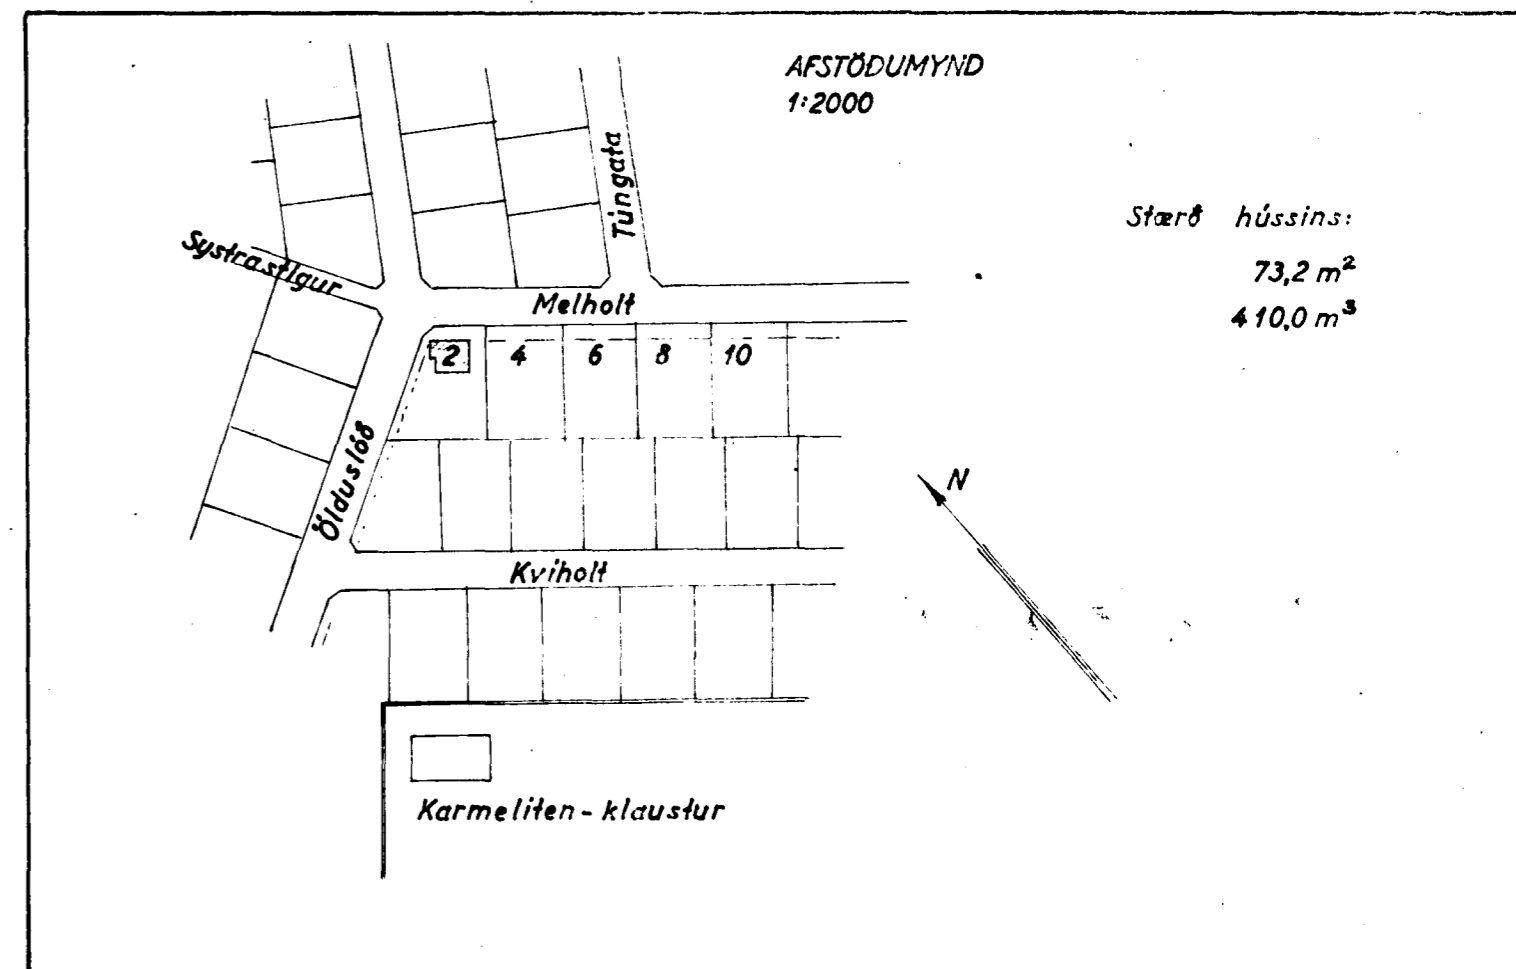 AFSTÖÐUMYND
1:2000
Túngata
Stærð hússins:
73,2 m²
410,0 m³
Systrastígur
Melholt
2 4 6 8 10
Ölduslóð
N
Kvíholt
Karmeliten - klaustur